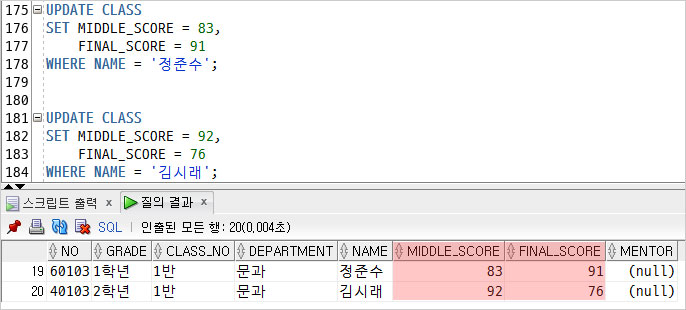 175 UPDATE CLASS
176 SET MIDDLE_SCORE = 83,
177 FINAL_SCORE = 91
178 WHERE NAME = '정준수';
179
180
181 UPDATE CLASS
182 SET MIDDLE_SCORE = 92,
183 FINAL_SCORE = 76
184 WHERE NAME = '김시래';
스크립트 출력 x 질의 결과 x
SQL | 인출된 모든 행: 20(0,004초)
NO GRADE CLASS_NO DEPARTMENT NAME MIDDLE_SCORE FINAL_SCORE MENTOR
19 60103 1학년 1반 문과 정준수 83 91 (null)
20 40103 2학년 1반 문과 김시래 92 76 (null)